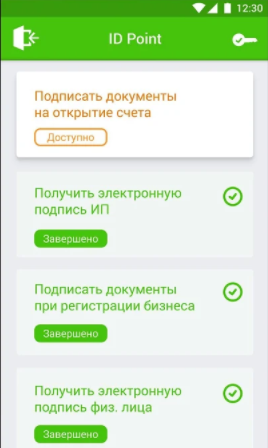 12:30
ID Point
Подписать документы
на открытие счета
Доступно
Получить электронную
подпись ИП
Завершено
Подписать документы
при регистрации бизнеса
Завершено
Получить электронную
подпись физ. лица
Завершено